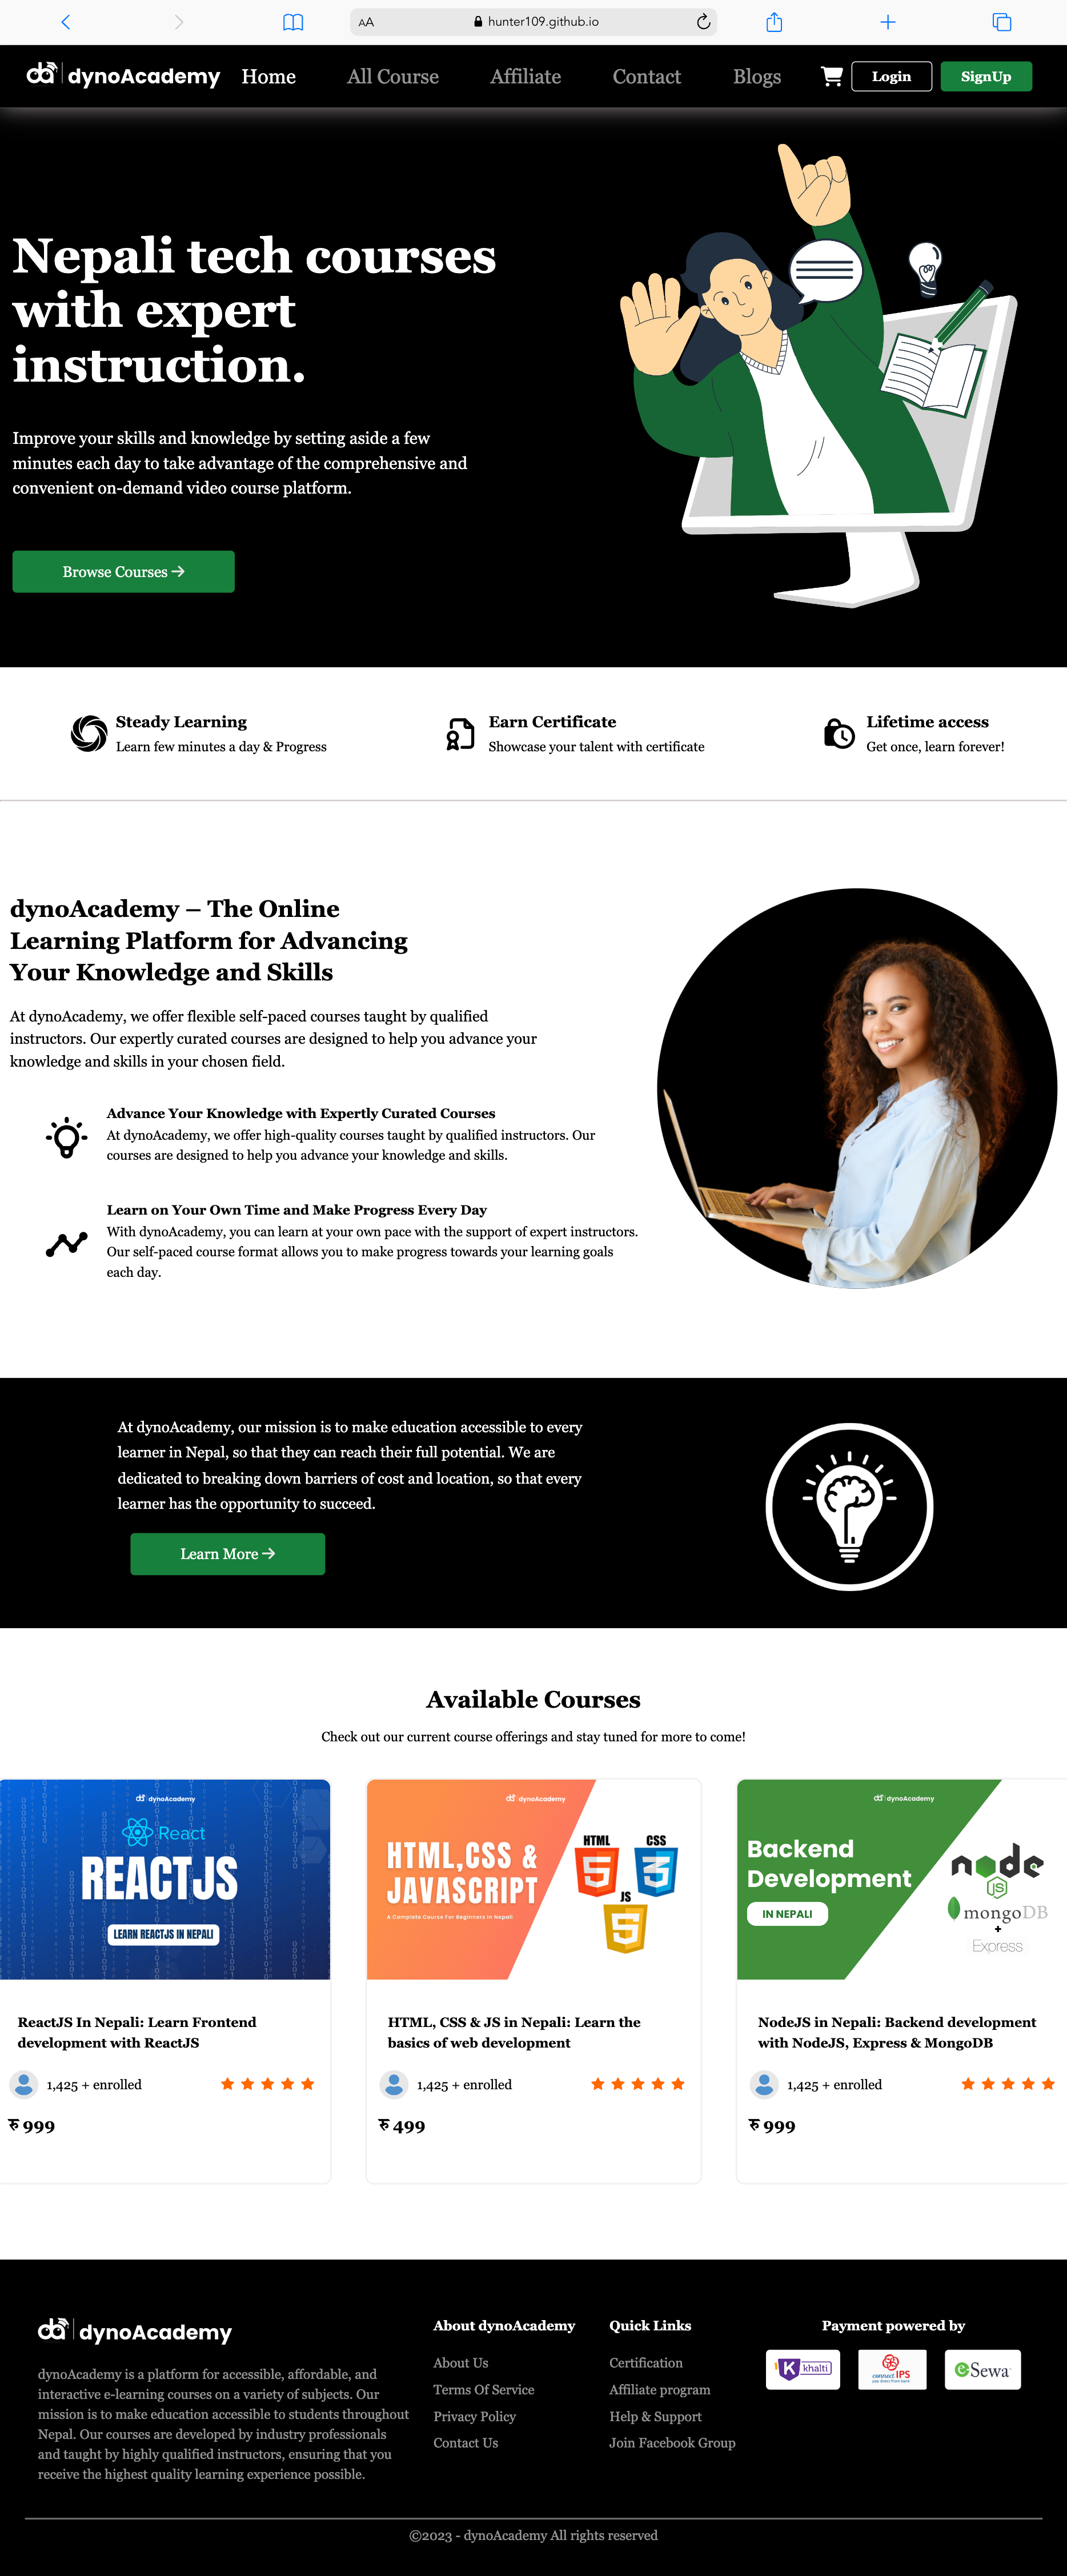 AA hunter109.github.io
da dynoAcademy Home All Course Affiliate Contact Blogs Login SignUp
Nepali tech courses
with expert
instruction.
Improve your skills and knowledge by setting aside a few
minutes each day to take advantage of the comprehensive and
convenient on-demand video course platform.
Browse Courses →
Steady Learning
Learn few minutes a day & Progress
Earn Certificate
Showcase your talent with certificate
Lifetime access
Get once, learn forever!
dynoAcademy – The Online
Learning Platform for Advancing
Your Knowledge and Skills
At dynoAcademy, we offer flexible self-paced courses taught by qualified
instructors. Our expertly curated courses are designed to help you advance your
knowledge and skills in your chosen field.
Advance Your Knowledge with Expertly Curated Courses
At dynoAcademy, we offer high-quality courses taught by qualified instructors. Our
courses are designed to help you advance your knowledge and skills.
Learn on Your Own Time and Make Progress Every Day
With dynoAcademy, you can learn at your own pace with the support of expert instructors.
Our self-paced course format allows you to make progress towards your learning goals
each day.
At dynoAcademy, our mission is to make education accessible to every
learner in Nepal, so that they can reach their full potential. We are
dedicated to breaking down barriers of cost and location, so that every
learner has the opportunity to succeed.
Learn More →
Available Courses
Check out our current course offerings and stay tuned for more to come!
da dynoAcademy
React
REACTJS
LEARN REACTJS IN NEPALI
ReactJS In Nepali: Learn Frontend
development with ReactJS
1,425 + enrolled
रु 999
da dynoAcademy
HTML,CSS &
JAVASCRIPT
A Complete Course For Beginners In Nepali
HTML CSS
5 3
JS
5
HTML, CSS & JS in Nepali: Learn the
basics of web development
1,425 + enrolled
रु 499
da dynoAcademy
Backend
Development
IN NEPALI
node
JS
mongoDB
+
Express
NodeJS in Nepali: Backend development
with NodeJS, Express & MongoDB
1,425 + enrolled
रु 999
da dynoAcademy
dynoAcademy is a platform for accessible, affordable, and
interactive e-learning courses on a variety of subjects. Our
mission is to make education accessible to students throughout
Nepal. Our courses are developed by industry professionals
and taught by highly qualified instructors, ensuring that you
receive the highest quality learning experience possible.
About dynoAcademy
About Us
Terms Of Service
Privacy Policy
Contact Us
Quick Links
Certification
Affiliate program
Help & Support
Join Facebook Group
Payment powered by
K khalti
connect IPS
eSewa
©2023 - dynoAcademy All rights reserved